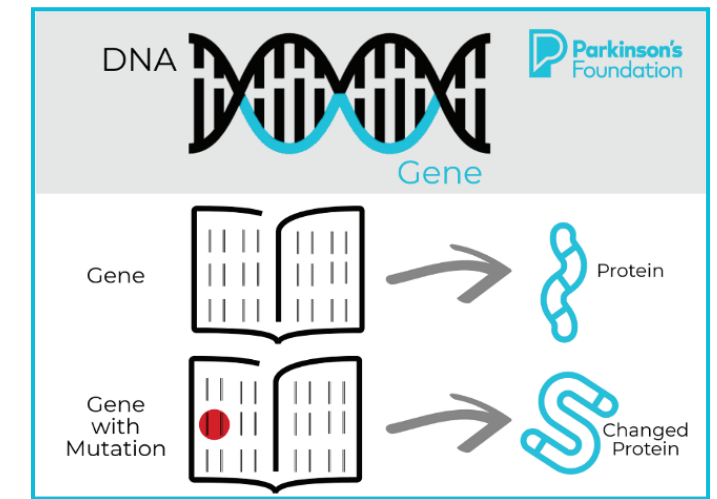 DNA
Parkinson's
Foundation
Gene
Gene
Protein
Gene
with
Mutation
Changed
Protein